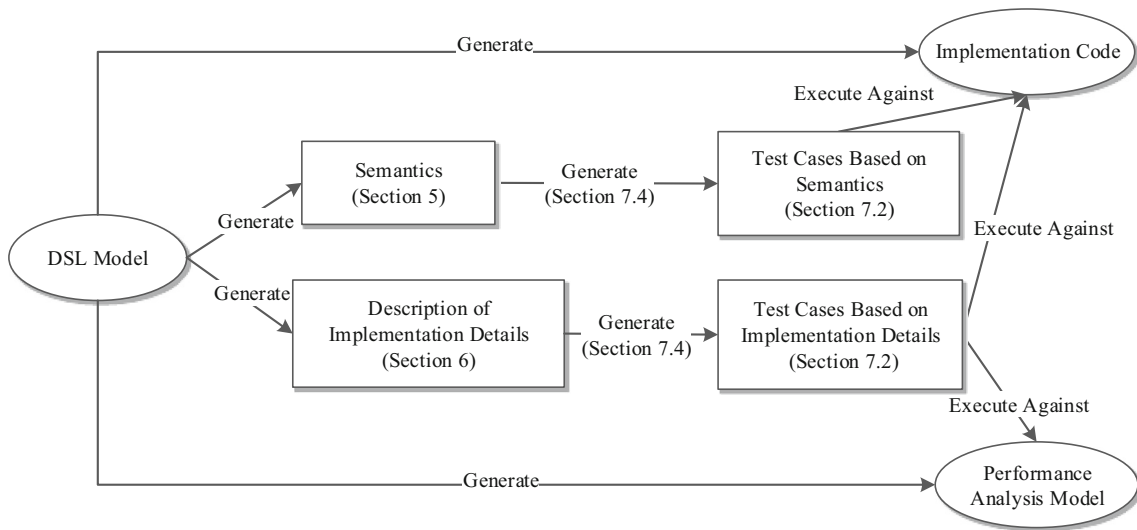 Generate
Implementation Code
Execute Against
Semantics
(Section 5)
Generate
(Section 7.4)
Test Cases Based on
Semantics
(Section 7.2)
Generate
Execute Against
DSL Model
Generate
Description of
Implementation Details
(Section 6)
Generate
(Section 7.4)
Test Cases Based on
Implementation Details
(Section 7.2)
Execute Against
Generate
Performance
Analysis Model